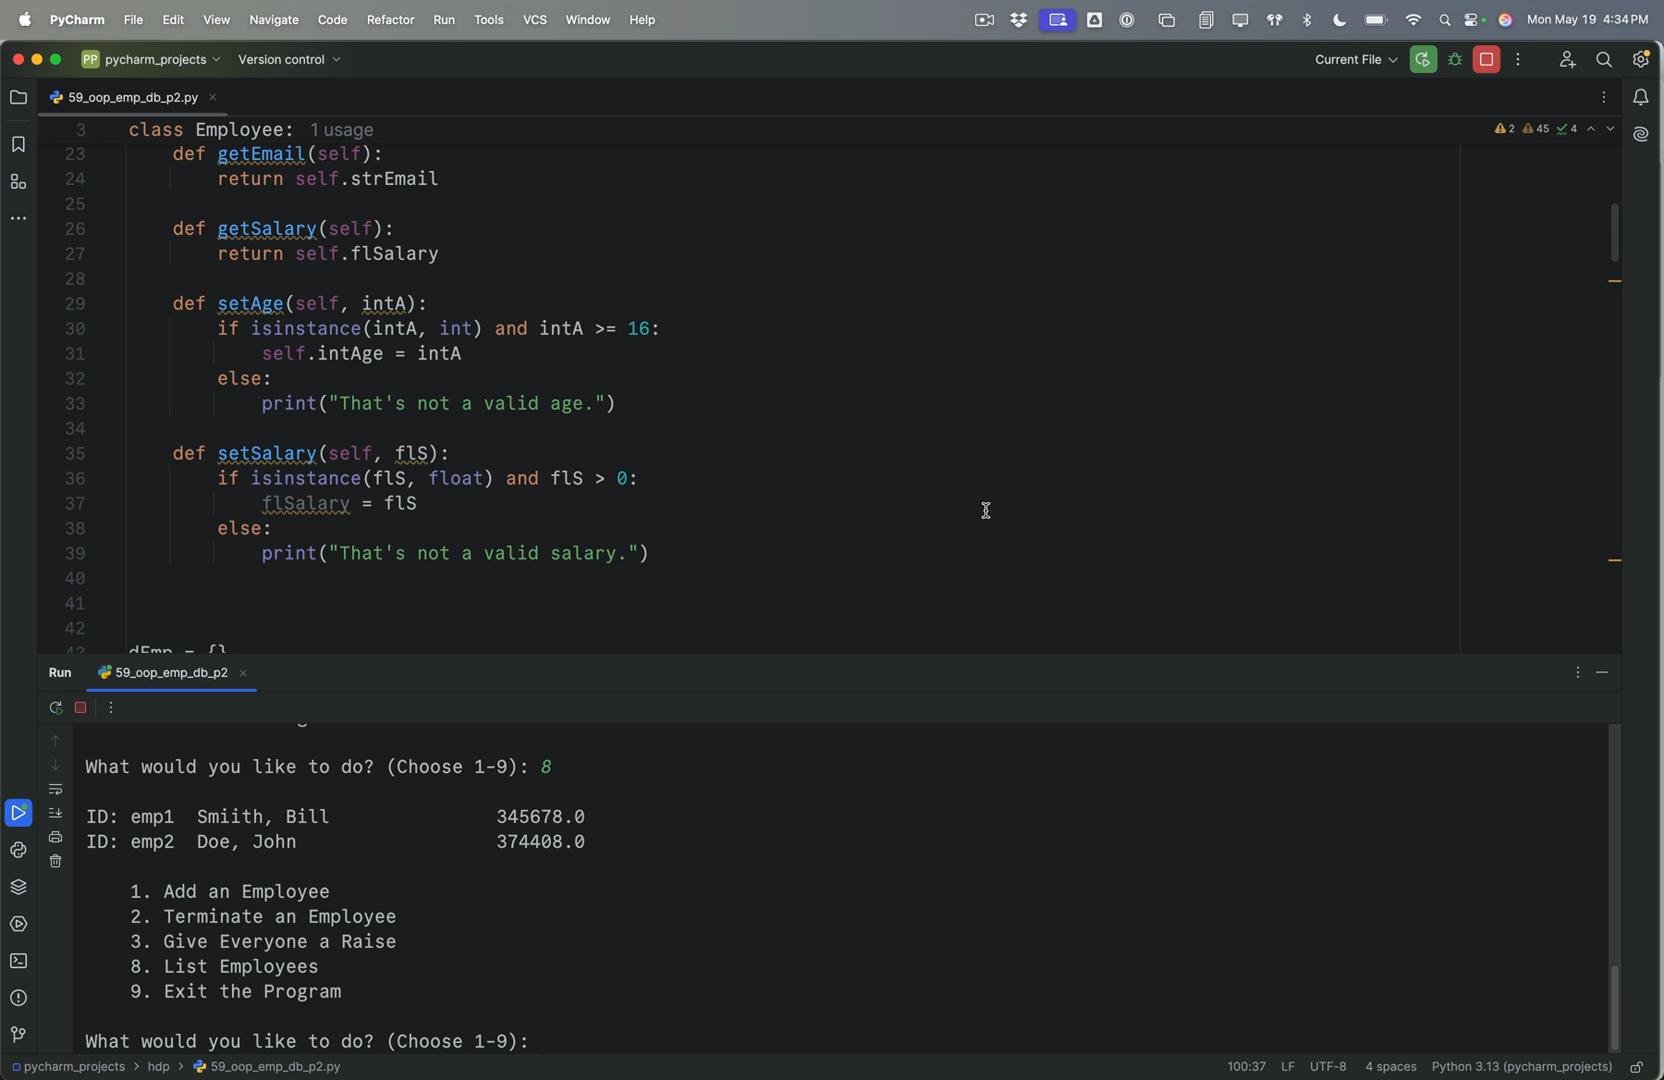 PyCharm File Edit View Navigate Code Refactor Run Tools VCS Window Help Mon May 19 4:34 PM
PP pycharm_projects Version control Current File
59_oop_emp_db_p2.py
3 class Employee: 1 usage 2 45 4
23 def getEmail(self):
24 return self.strEmail
25
26 def getSalary(self):
27 return self.flSalary
28
29 def setAge(self, intA):
30 if isinstance(intA, int) and intA >= 16:
31 self.intAge = intA
32 else:
33 print("That's not a valid age.")
34
35 def setSalary(self, flS):
36 if isinstance(flS, float) and flS > 0:
37 flSalary = flS
38 else:
39 print("That's not a valid salary.")
40
41
42
43 dEmp = {}
Run 59_oop_emp_db_p2
What would you like to do? (Choose 1-9): 8
ID: emp1 Smiith, Bill 345678.0
ID: emp2 Doe, John 374408.0
1. Add an Employee
2. Terminate an Employee
3. Give Everyone a Raise
8. List Employees
9. Exit the Program
What would you like to do? (Choose 1-9):
pycharm_projects > hdp > 59_oop_emp_db_p2.py 100:37 LF UTF-8 4 spaces Python 3.13 (pycharm_projects)